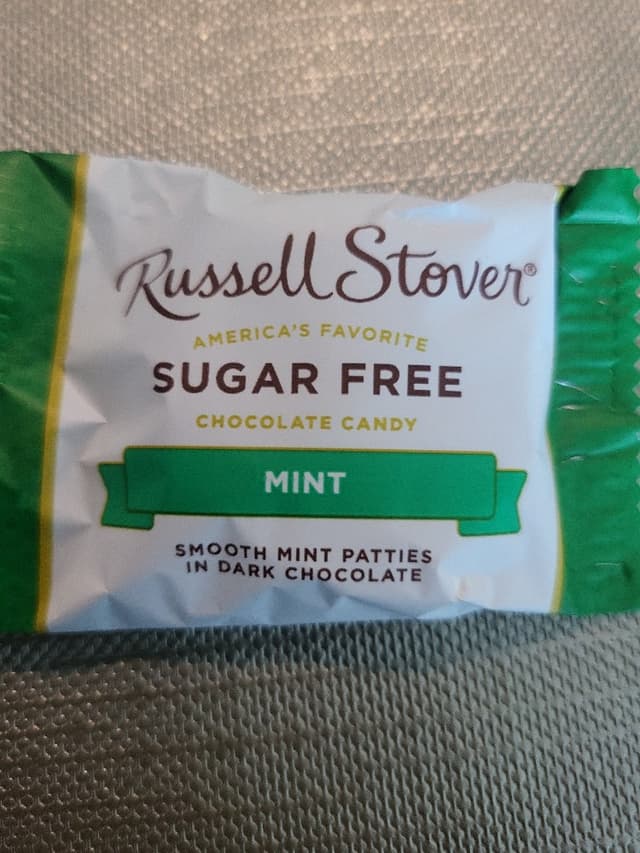 Russell Stover®
AMERICA'S FAVORITE
SUGAR FREE
CHOCOLATE CANDY
MINT
SMOOTH MINT PATTIES
IN DARK CHOCOLATE